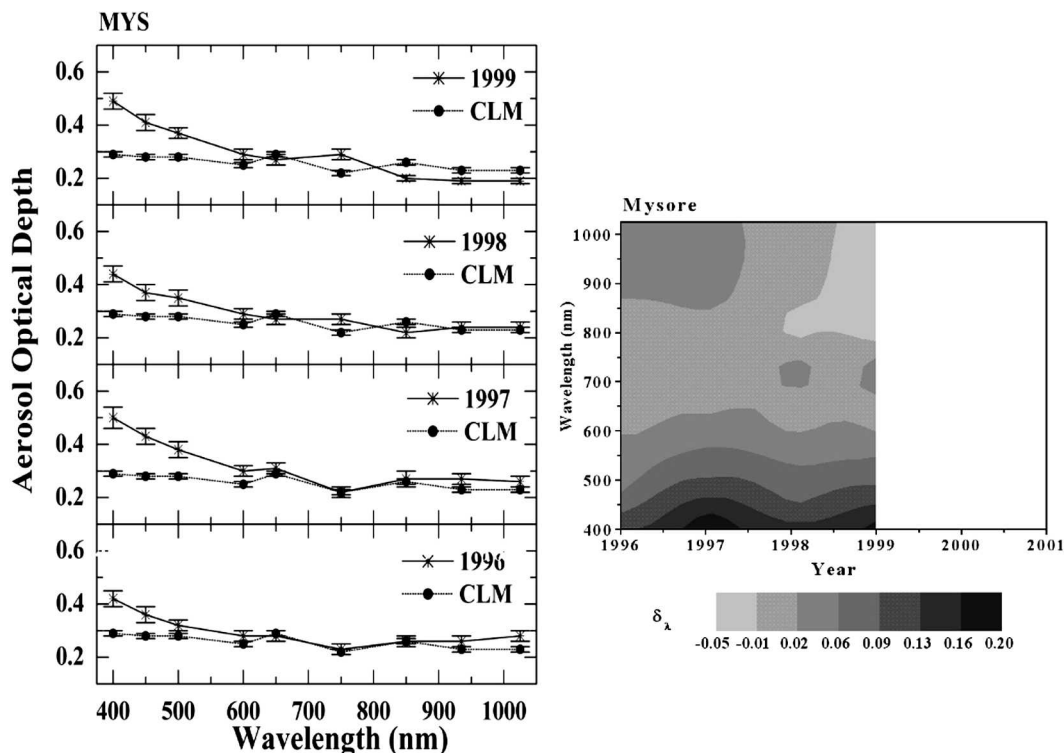 MYS
Aerosol Optical Depth
0.6
0.4
0.2
1999
CLM
0.6
0.4
0.2
1998
CLM
0.6
0.4
0.2
1997
CLM
0.6
0.4
0.2
1996
CLM
400 500 600 700 800 900 1000
Wavelength (nm)
Mysore
Wavelength (nm)
1000
900
800
700
600
500
400
1996 1997 1998 1999 2000 2001
Year
δλ
-0.05 -0.01 0.02 0.06 0.09 0.13 0.16 0.20